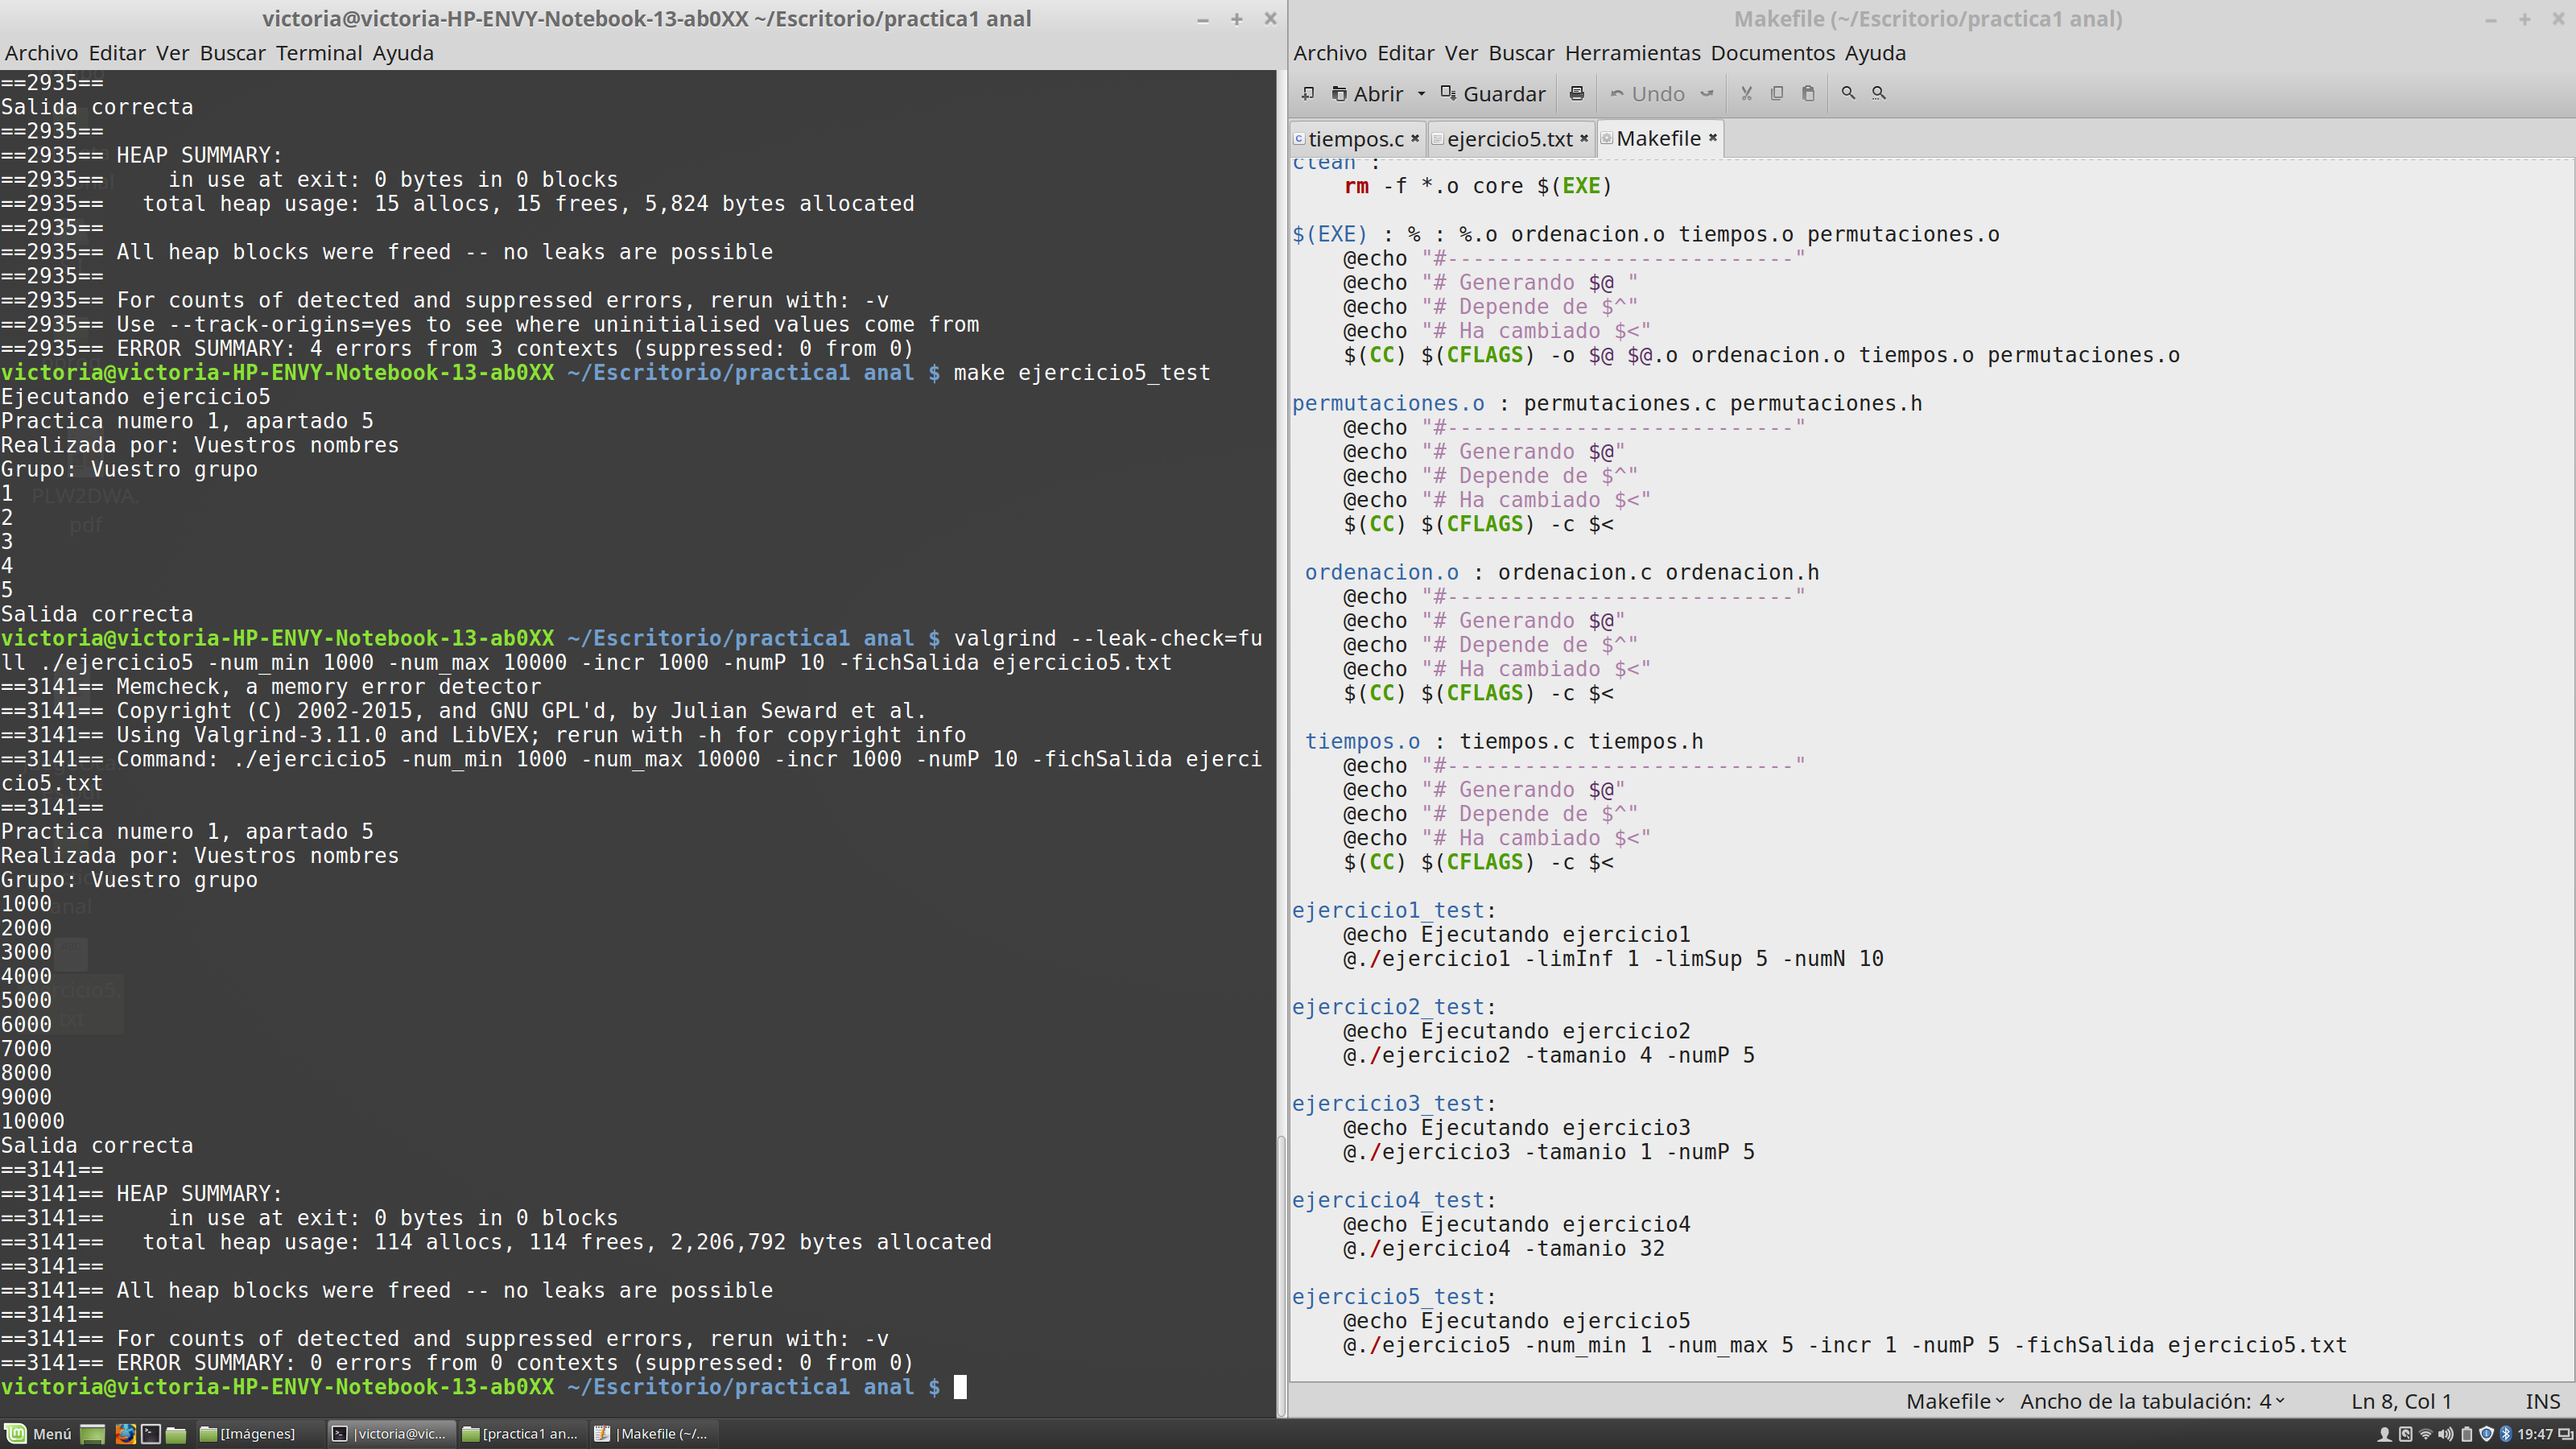 victoria@victoria-HP-ENVY-Notebook-13-ab0XX ~/Escritorio/practica1 anal
Archivo Editar Ver Buscar Terminal Ayuda
==2935==
Salida correcta
==2935==
==2935== HEAP SUMMARY:
==2935==     in use at exit: 0 bytes in 0 blocks
==2935==   total heap usage: 15 allocs, 15 frees, 5,824 bytes allocated
==2935==
==2935== All heap blocks were freed -- no leaks are possible
==2935==
==2935== For counts of detected and suppressed errors, rerun with: -v
==2935== Use --track-origins=yes to see where uninitialised values come from
==2935== ERROR SUMMARY: 4 errors from 3 contexts (suppressed: 0 from 0)
victoria@victoria-HP-ENVY-Notebook-13-ab0XX ~/Escritorio/practica1 anal $ make ejercicio5_test
Ejecutando ejercicio5
Practica numero 1, apartado 5
Realizada por: Vuestros nombres
Grupo: Vuestro grupo
1
2
3
4
5
Salida correcta
victoria@victoria-HP-ENVY-Notebook-13-ab0XX ~/Escritorio/practica1 anal $ valgrind --leak-check=fu
ll ./ejercicio5 -num_min 1000 -num_max 10000 -incr 1000 -numP 10 -fichSalida ejercicio5.txt
==3141== Memcheck, a memory error detector
==3141== Copyright (C) 2002-2015, and GNU GPL'd, by Julian Seward et al.
==3141== Using Valgrind-3.11.0 and LibVEX; rerun with -h for copyright info
==3141== Command: ./ejercicio5 -num_min 1000 -num_max 10000 -incr 1000 -numP 10 -fichSalida ejerci
cio5.txt
==3141==
Practica numero 1, apartado 5
Realizada por: Vuestros nombres
Grupo: Vuestro grupo
1000
2000
3000
4000
5000
6000
7000
8000
9000
10000
Salida correcta
==3141==
==3141== HEAP SUMMARY:
==3141==     in use at exit: 0 bytes in 0 blocks
==3141==   total heap usage: 114 allocs, 114 frees, 2,206,792 bytes allocated
==3141==
==3141== All heap blocks were freed -- no leaks are possible
==3141==
==3141== For counts of detected and suppressed errors, rerun with: -v
==3141== ERROR SUMMARY: 0 errors from 0 contexts (suppressed: 0 from 0)
victoria@victoria-HP-ENVY-Notebook-13-ab0XX ~/Escritorio/practica1 anal $
PLW2DWA.
pdf
anal
rcicio5.
txt
Makefile (~/Escritorio/practica1 anal)
Archivo Editar Ver Buscar Herramientas Documentos Ayuda
Abrir Guardar Undo
tiempos.c ejercicio5.txt Makefile
clean :
    rm -f *.o core $(EXE)
$(EXE) : % : %.o ordenacion.o tiempos.o permutaciones.o
    @echo "#---------------------------"
    @echo "# Generando $@ "
    @echo "# Depende de $^"
    @echo "# Ha cambiado $<"
    $(CC) $(CFLAGS) -o $@ $@.o ordenacion.o tiempos.o permutaciones.o
permutaciones.o : permutaciones.c permutaciones.h
    @echo "#---------------------------"
    @echo "# Generando $@"
    @echo "# Depende de $^"
    @echo "# Ha cambiado $<"
    $(CC) $(CFLAGS) -c $<
 ordenacion.o : ordenacion.c ordenacion.h
    @echo "#---------------------------"
    @echo "# Generando $@"
    @echo "# Depende de $^"
    @echo "# Ha cambiado $<"
    $(CC) $(CFLAGS) -c $<
 tiempos.o : tiempos.c tiempos.h
    @echo "#---------------------------"
    @echo "# Generando $@"
    @echo "# Depende de $^"
    @echo "# Ha cambiado $<"
    $(CC) $(CFLAGS) -c $<
ejercicio1_test:
    @echo Ejecutando ejercicio1
    @./ejercicio1 -limInf 1 -limSup 5 -numN 10
ejercicio2_test:
    @echo Ejecutando ejercicio2
    @./ejercicio2 -tamanio 4 -numP 5
ejercicio3_test:
    @echo Ejecutando ejercicio3
    @./ejercicio3 -tamanio 1 -numP 5
ejercicio4_test:
    @echo Ejecutando ejercicio4
    @./ejercicio4 -tamanio 32
ejercicio5_test:
    @echo Ejecutando ejercicio5
    @./ejercicio5 -num_min 1 -num_max 5 -incr 1 -numP 5 -fichSalida ejercicio5.txt
Makefile Ancho de la tabulación: 4 Ln 8, Col 1 INS
Menú [Imágenes] |victoria@vic... [practica1 an... |Makefile (~/... 19:47